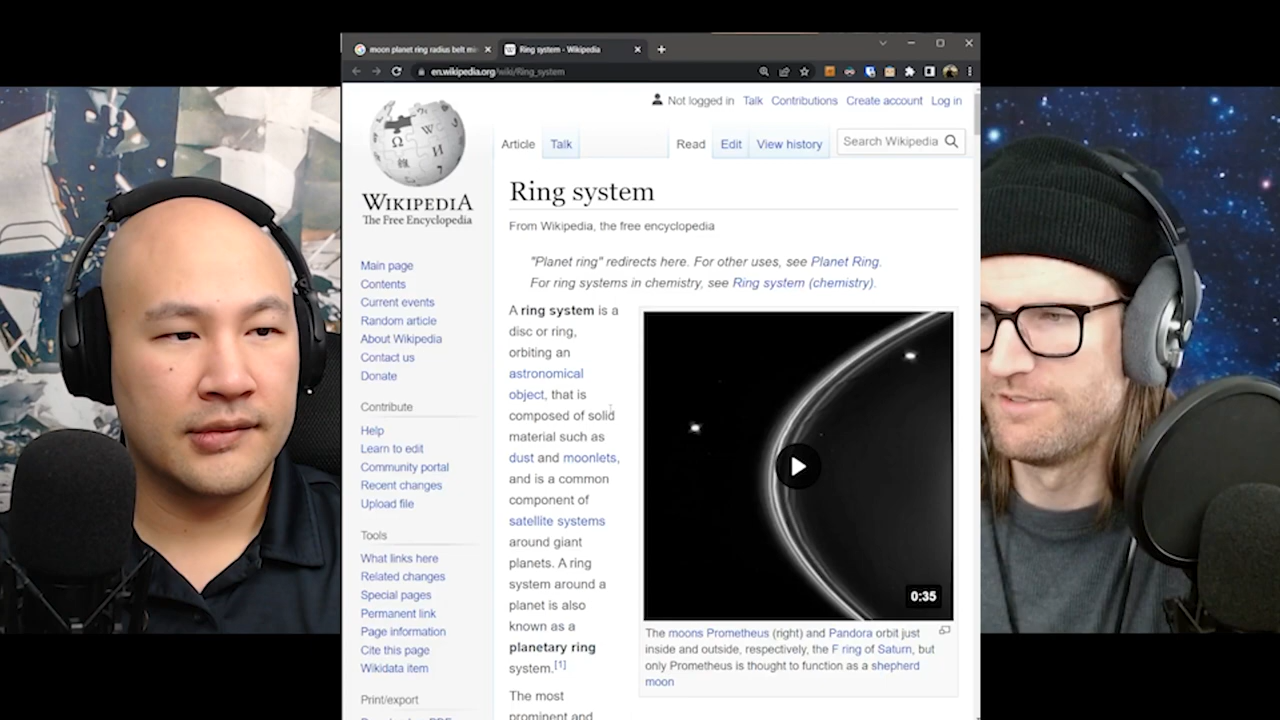 moon planet ring radius belt mi
Ring system - Wikipedia
en.wikipedia.org/wiki/Ring_system
Not logged in Talk Contributions Create account Log in
Article Talk Read Edit View history Search Wikipedia
WIKIPEDIA
The Free Encyclopedia
Main page
Contents
Current events
Random article
About Wikipedia
Contact us
Donate
Contribute
Help
Learn to edit
Community portal
Recent changes
Upload file
Tools
What links here
Related changes
Special pages
Permanent link
Page information
Cite this page
Wikidata item
Print/export
Ring system
From Wikipedia, the free encyclopedia
"Planet ring" redirects here. For other uses, see Planet Ring.
For ring systems in chemistry, see Ring system (chemistry).
A ring system is a
disc or ring,
orbiting an
astronomical
object, that is
composed of solid
material such as
dust and moonlets,
and is a common
component of
satellite systems
around giant
planets. A ring
system around a
planet is also
known as a
planetary ring
system.[1]
The most
prominent and
0:35
The moons Prometheus (right) and Pandora orbit just
inside and outside, respectively, the F ring of Saturn, but
only Prometheus is thought to function as a shepherd
moon